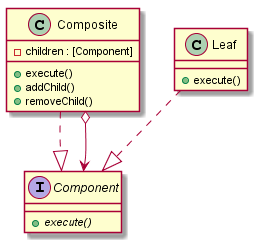 C Composite
children : [Component]
execute()
addChild()
removeChild()
C Leaf
execute()
I Component
execute()